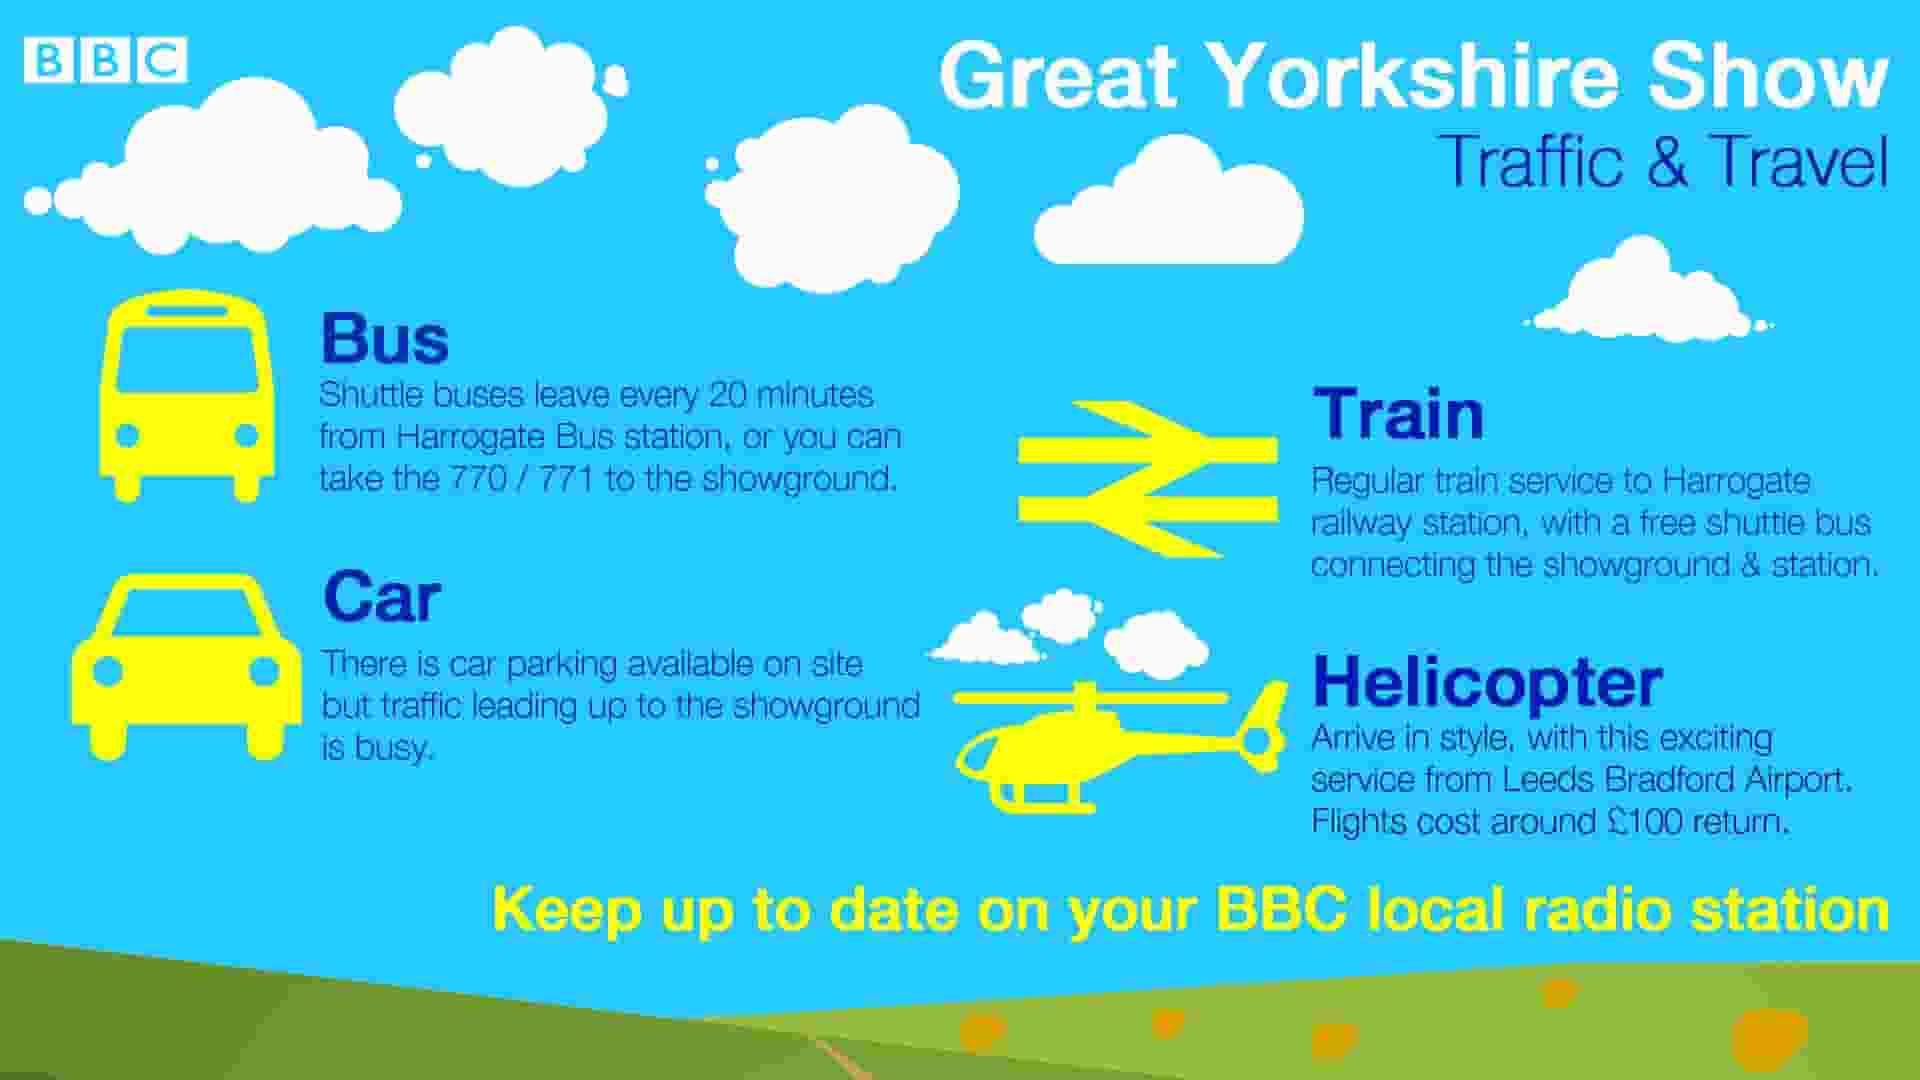 BBC
Great Yorkshire Show
Traffic & Travel
Bus
Shuttle buses leave every 20 minutes
from Harrogate Bus station, or you can
take the 770 / 771 to the showground.
Car
There is car parking available on site
but traffic leading up to the showground
is busy.
Train
Regular train service to Harrogate
railway station, with a free shuttle bus
connecting the showground & station.
Helicopter
Arrive in style, with this exciting
service from Leeds Bradford Airport.
Flights cost around £100 return.
Keep up to date on your BBC local radio station